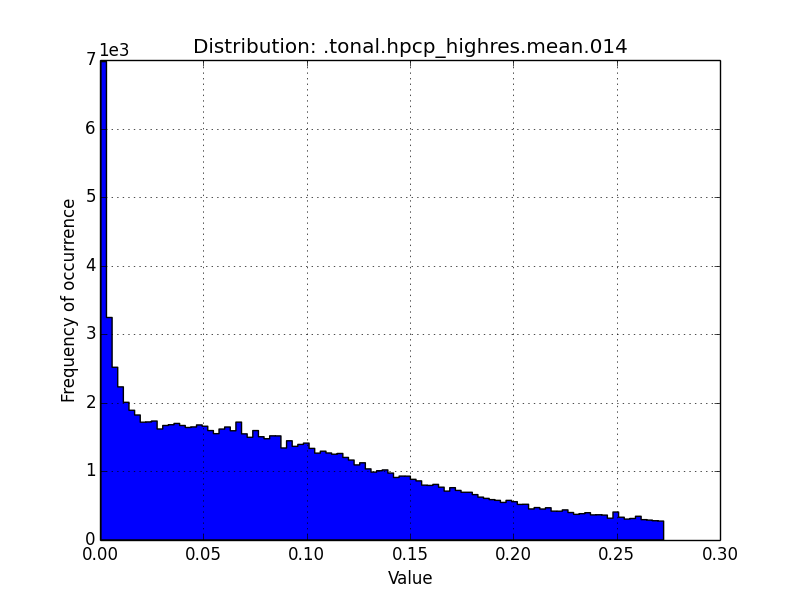 Distribution: .tonal.hpcp_highres.mean.014
1e3
7
6
5
4
3
2
1
0
Frequency of occurrence
0.00 0.05 0.10 0.15 0.20 0.25 0.30
Value